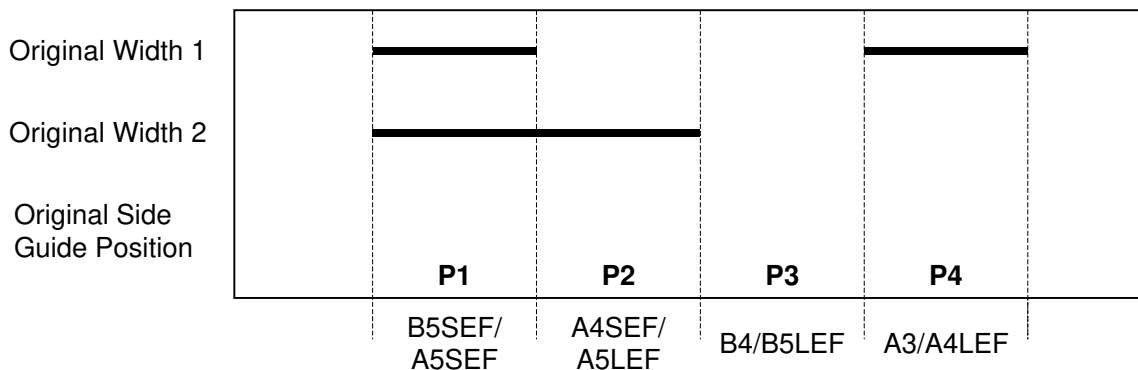 Original Width 1
Original Width 2
Original Side
Guide Position
P1 P2 P3 P4
B5SEF/ A4SEF/
B4/B5LEF A3/A4LEF
A5SEF A5LEF